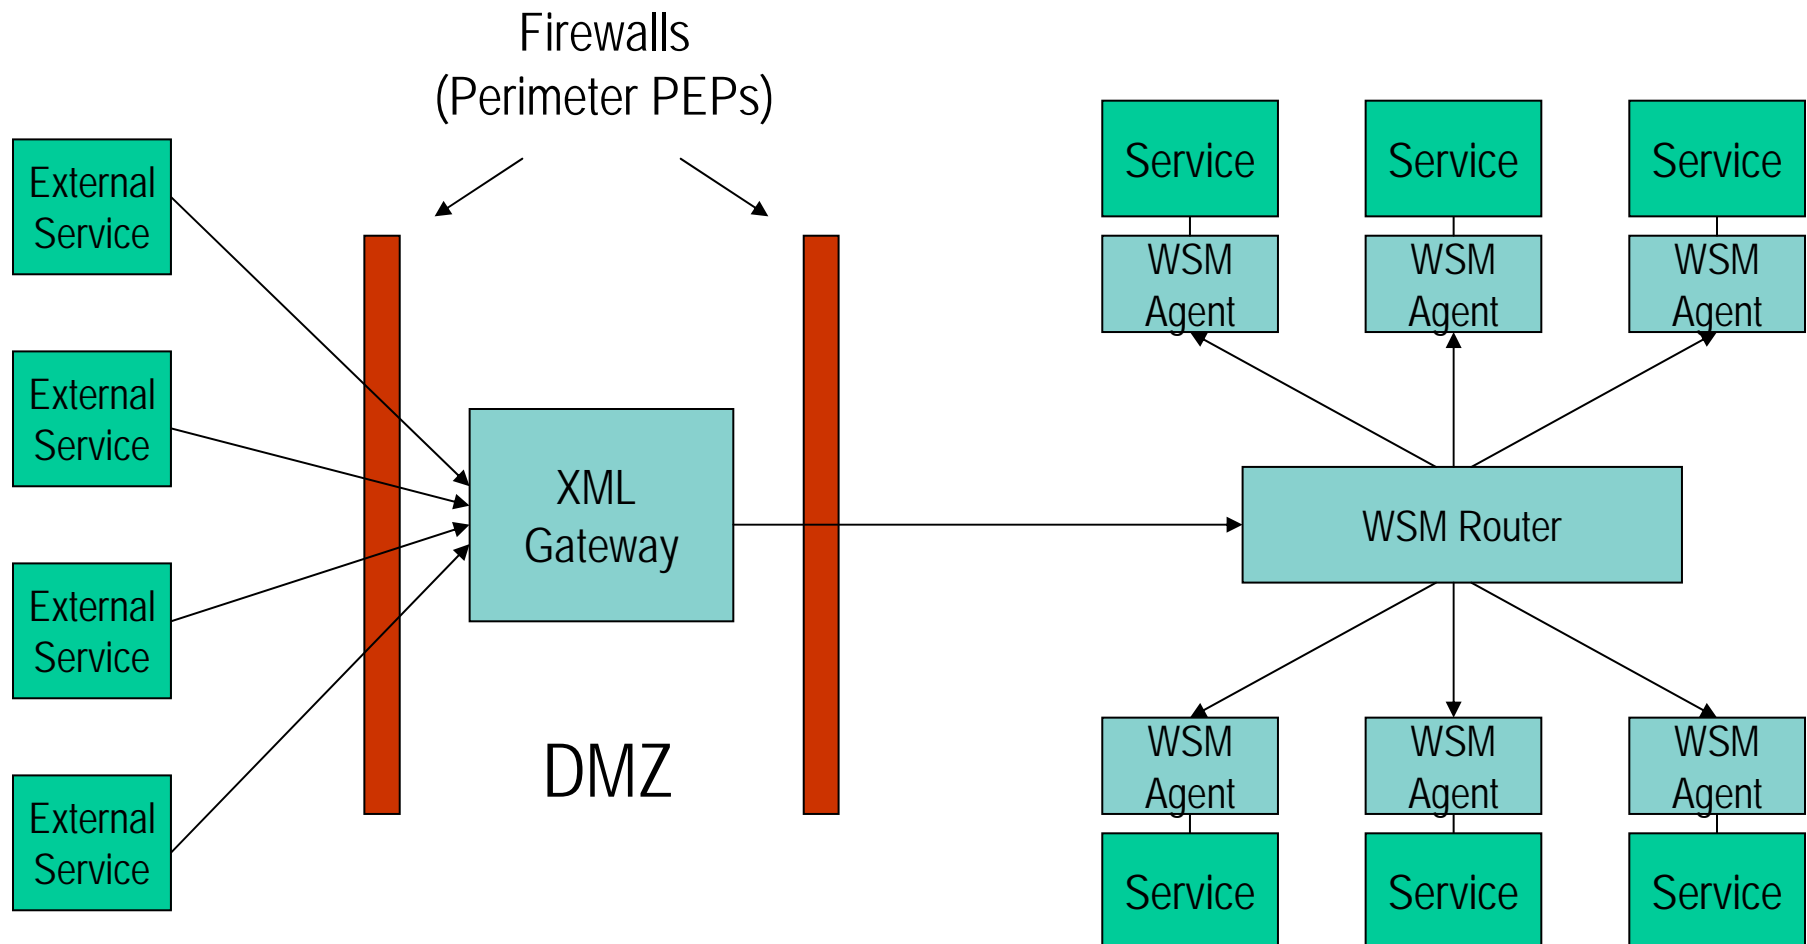 Firewalls
(Perimeter PEPs)
External
Service
External
Service
External
Service
External
Service
XML
Gateway
DMZ
Service
Service
Service
WSM
Agent
WSM
Agent
WSM
Agent
WSM Router
WSM
Agent
WSM
Agent
WSM
Agent
Service
Service
Service